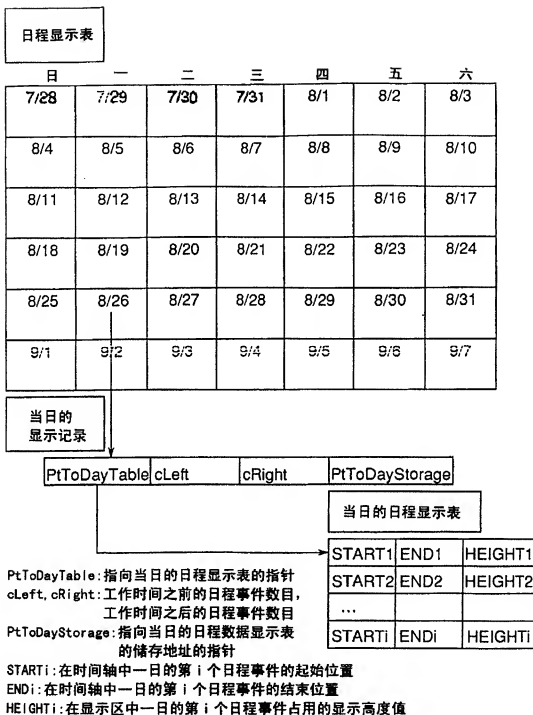 日程显示表
日 一 二 三 四 五 六
7/28 7/29 7/30 7/31 8/1 8/2 8/3
8/4 8/5 8/6 8/7 8/8 8/9 8/10
8/11 8/12 8/13 8/14 8/15 8/16 8/17
8/18 8/19 8/20 8/21 8/22 8/23 8/24
8/25 8/26 8/27 8/28 8/29 8/30 8/31
9/1 9/2 9/3 9/4 9/5 9/6 9/7
当日的
显示记录
PtToDayTable cLeft cRight PtToDayStorage
当日的日程显示表
START1 END1 HEIGHT1
START2 END2 HEIGHT2
...
STARTi ENDi HEIGHTi
PtToDayTable:指向当日的日程显示表的指针
cLeft,cRight:工作时间之前的日程事件数目,
工作时间之后的日程事件数目
PtToDayStorage:指向当日的日程数据显示表
的储存地址的指针
STARTi:在时间轴中一日的第 i 个日程事件的起始位置
ENDi:在时间轴中一日的第 i 个日程事件的结束位置
HEIGHTi:在显示区中一日的第 i 个日程事件占用的显示高度值